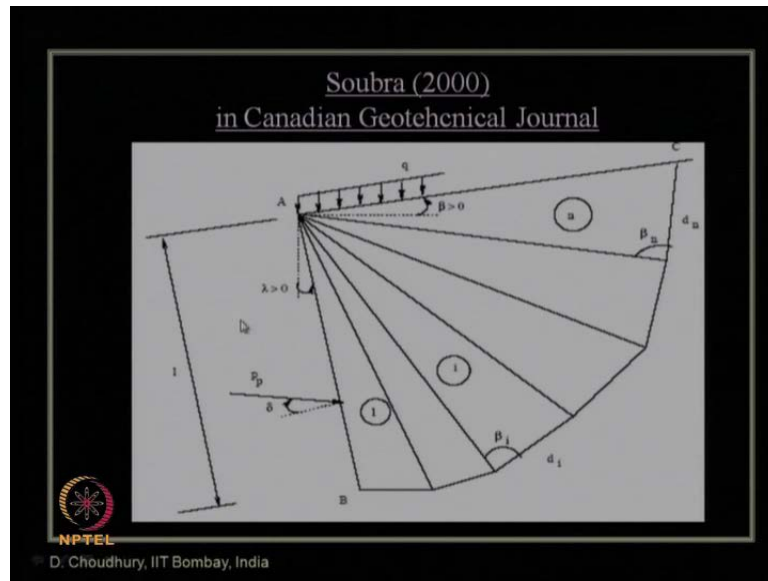 Soubra (2000)
in Canadian Geotehcnical Journal
C
q
A
β>0
n
d n
β n
λ>0
i
l
P p
1
δ
β i
d i
B
NPTEL
D. Choudhury, IIT Bombay, India